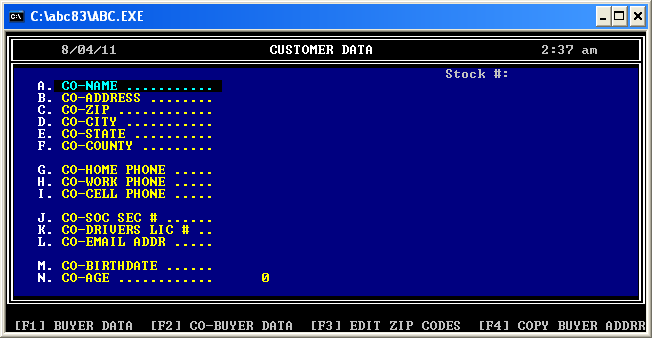 C:\abc83\ABC.EXE
8/04/11 CUSTOMER DATA 2:37 am
Stock #:
A. CO-NAME ...........
B. CO-ADDRESS ........
C. CO-ZIP ............
D. CO-CITY ...........
E. CO-STATE ..........
F. CO-COUNTY .........
G. CO-HOME PHONE .....
H. CO-WORK PHONE .....
I. CO-CELL PHONE .....
J. CO-SOC SEC # ......
K. CO-DRIVERS LIC # ..
L. CO-EMAIL ADDR .....
M. CO-BIRTHDATE ......
N. CO-AGE ............ 0
[F1] BUYER DATA [F2] CO-BUYER DATA [F3] EDIT ZIP CODES [F4] COPY BUYER ADDRR